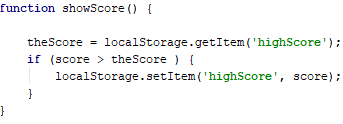 function showScore() {
theScore = localStorage.getItem('highScore');
if (score > theScore ) {
localStorage.setItem('highScore', score);
}
}